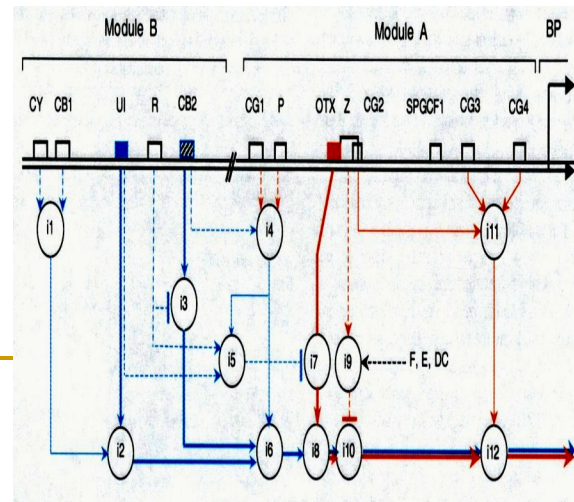 Module B Module A BP
CY CB1 UI R CB2 CG1 P OTX Z CG2 SPGCF1 CG3 CG4
i1 i4 i11
i3
i5 i7 i9 F, E, DC
i2 i6 i8 i10 i12